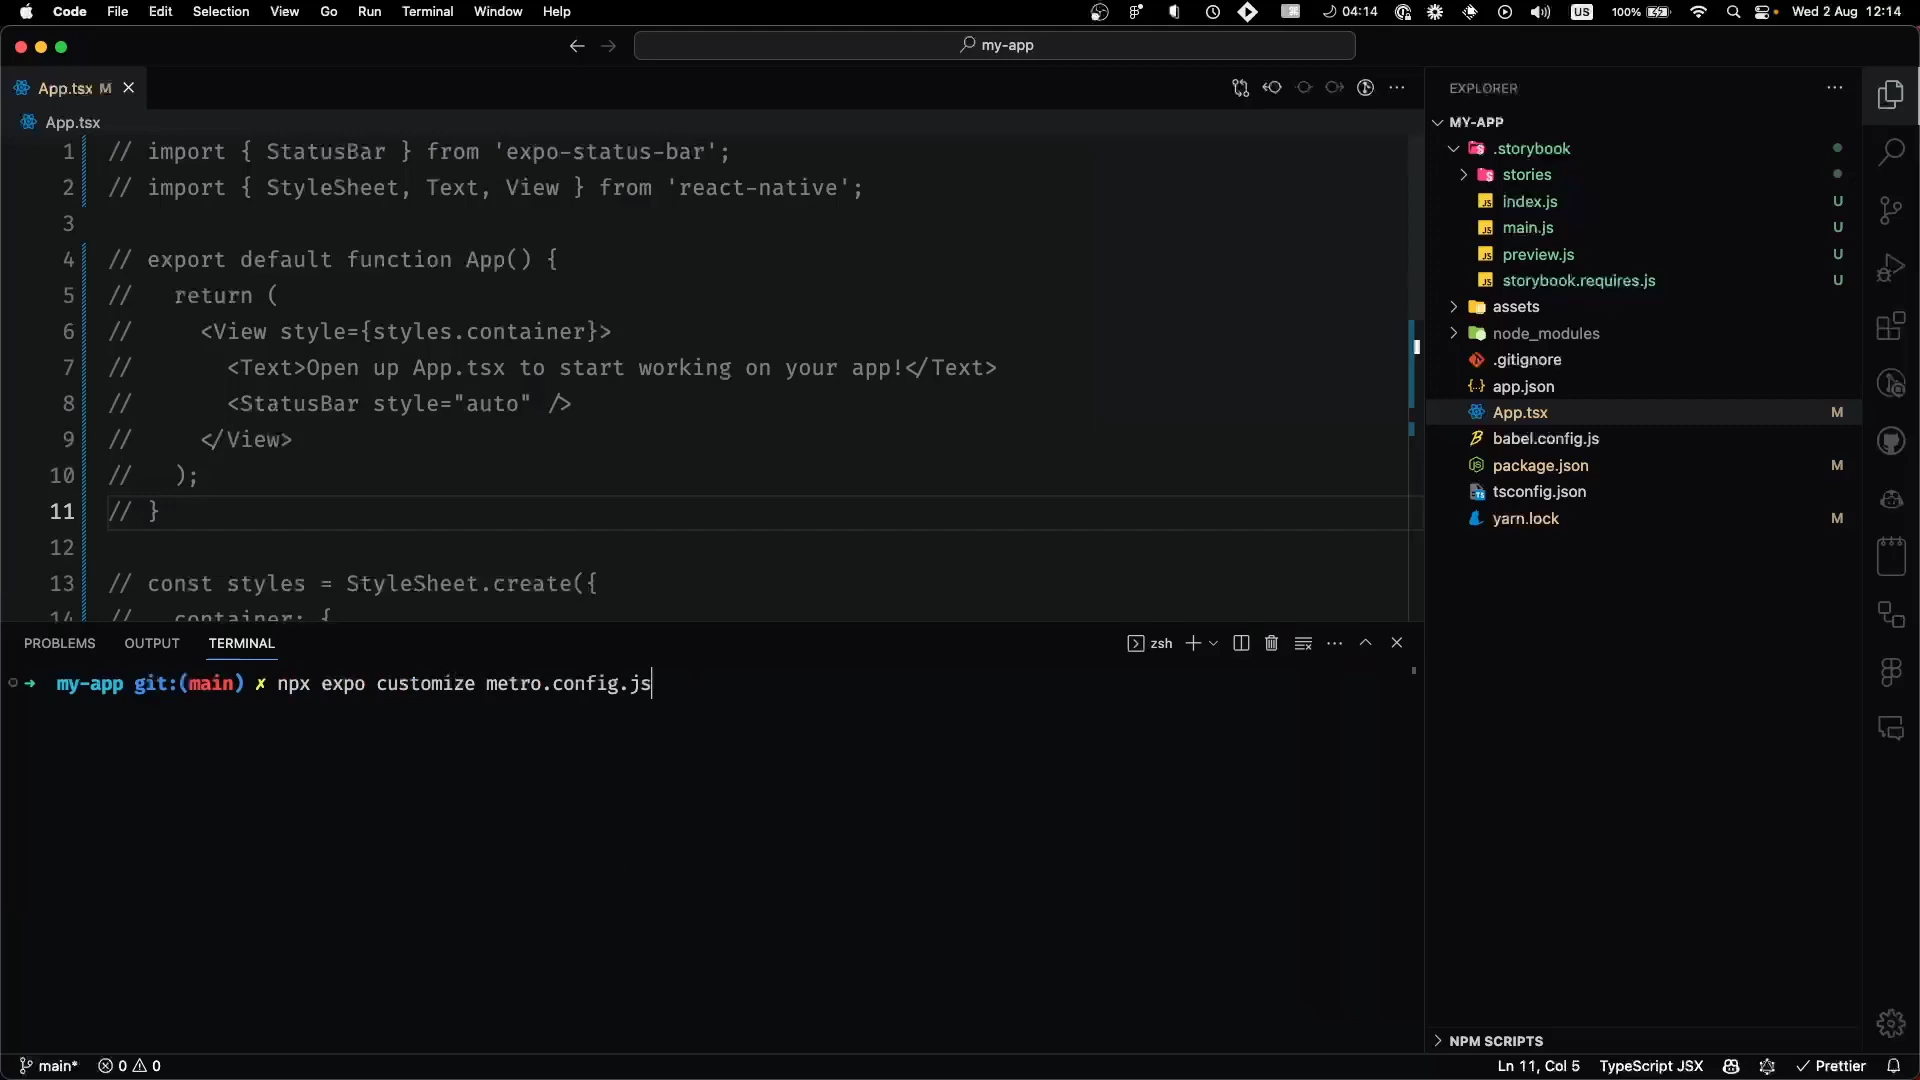 Code File Edit Selection View Go Run Terminal Window Help 04:14 US 100% Wed 2 Aug 12:14
my-app
App.tsx M
App.tsx
1 // import { StatusBar } from 'expo-status-bar';
2 // import { StyleSheet, Text, View } from 'react-native';
3
4 // export default function App() {
5 //   return (
6 //     <View style={styles.container}>
7 //       <Text>Open up App.tsx to start working on your app!</Text>
8 //       <StatusBar style="auto" />
9 //     </View>
10 //   );
11 // }
12
13 // const styles = StyleSheet.create({
14 //   container: {
PROBLEMS OUTPUT TERMINAL
zsh
my-app git:(main) ✗ npx expo customize metro.config.js
EXPLORER
MY-APP
.storybook
stories
index.js U
main.js U
preview.js U
storybook.requires.js U
assets
node_modules
.gitignore
app.json
App.tsx M
babel.config.js
package.json M
tsconfig.json
yarn.lock M
NPM SCRIPTS
main* 0 0 Ln 11, Col 5 TypeScript JSX Prettier